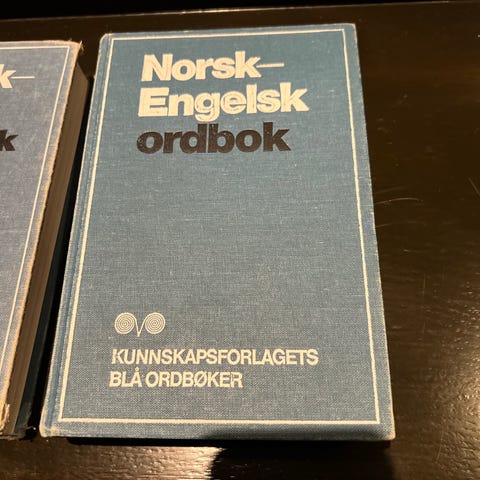 Norsk—
Engelsk
ordbok
KUNNSKAPSFORLAGETS
BLÅ ORDBØKER